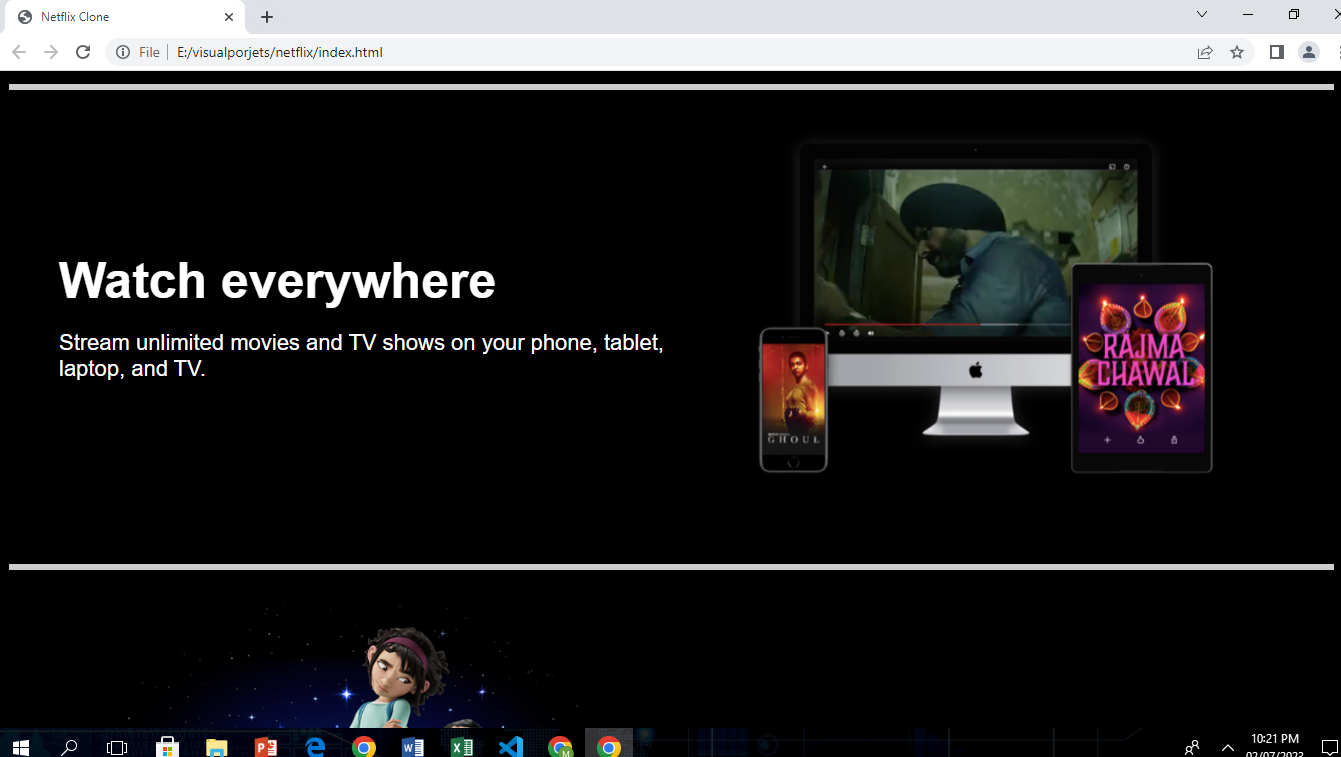 Netflix Clone
File
E:/visualporjets/netflix/index.html
Watch everywhere
Stream unlimited movies and TV shows on your phone, tablet,
laptop, and TV.
RAJMA
CHAWAL
GHOUL
M
10:21 PM